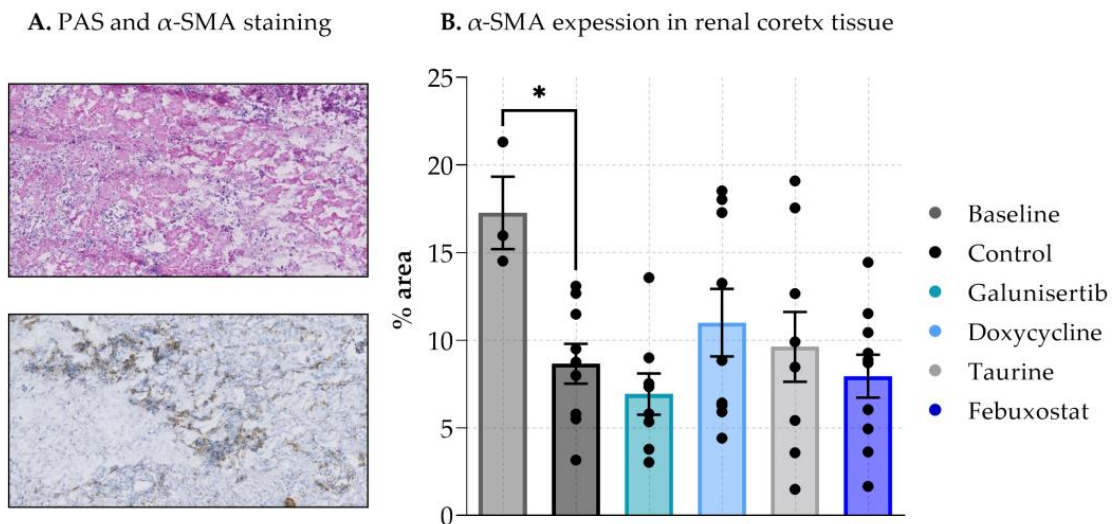 A. PAS and α-SMA staining
B. α-SMA expession in renal coretx tissue
% area
25
20
15
10
5
0
*
Baseline
Control
Galunisertib
Doxycycline
Taurine
Febuxostat